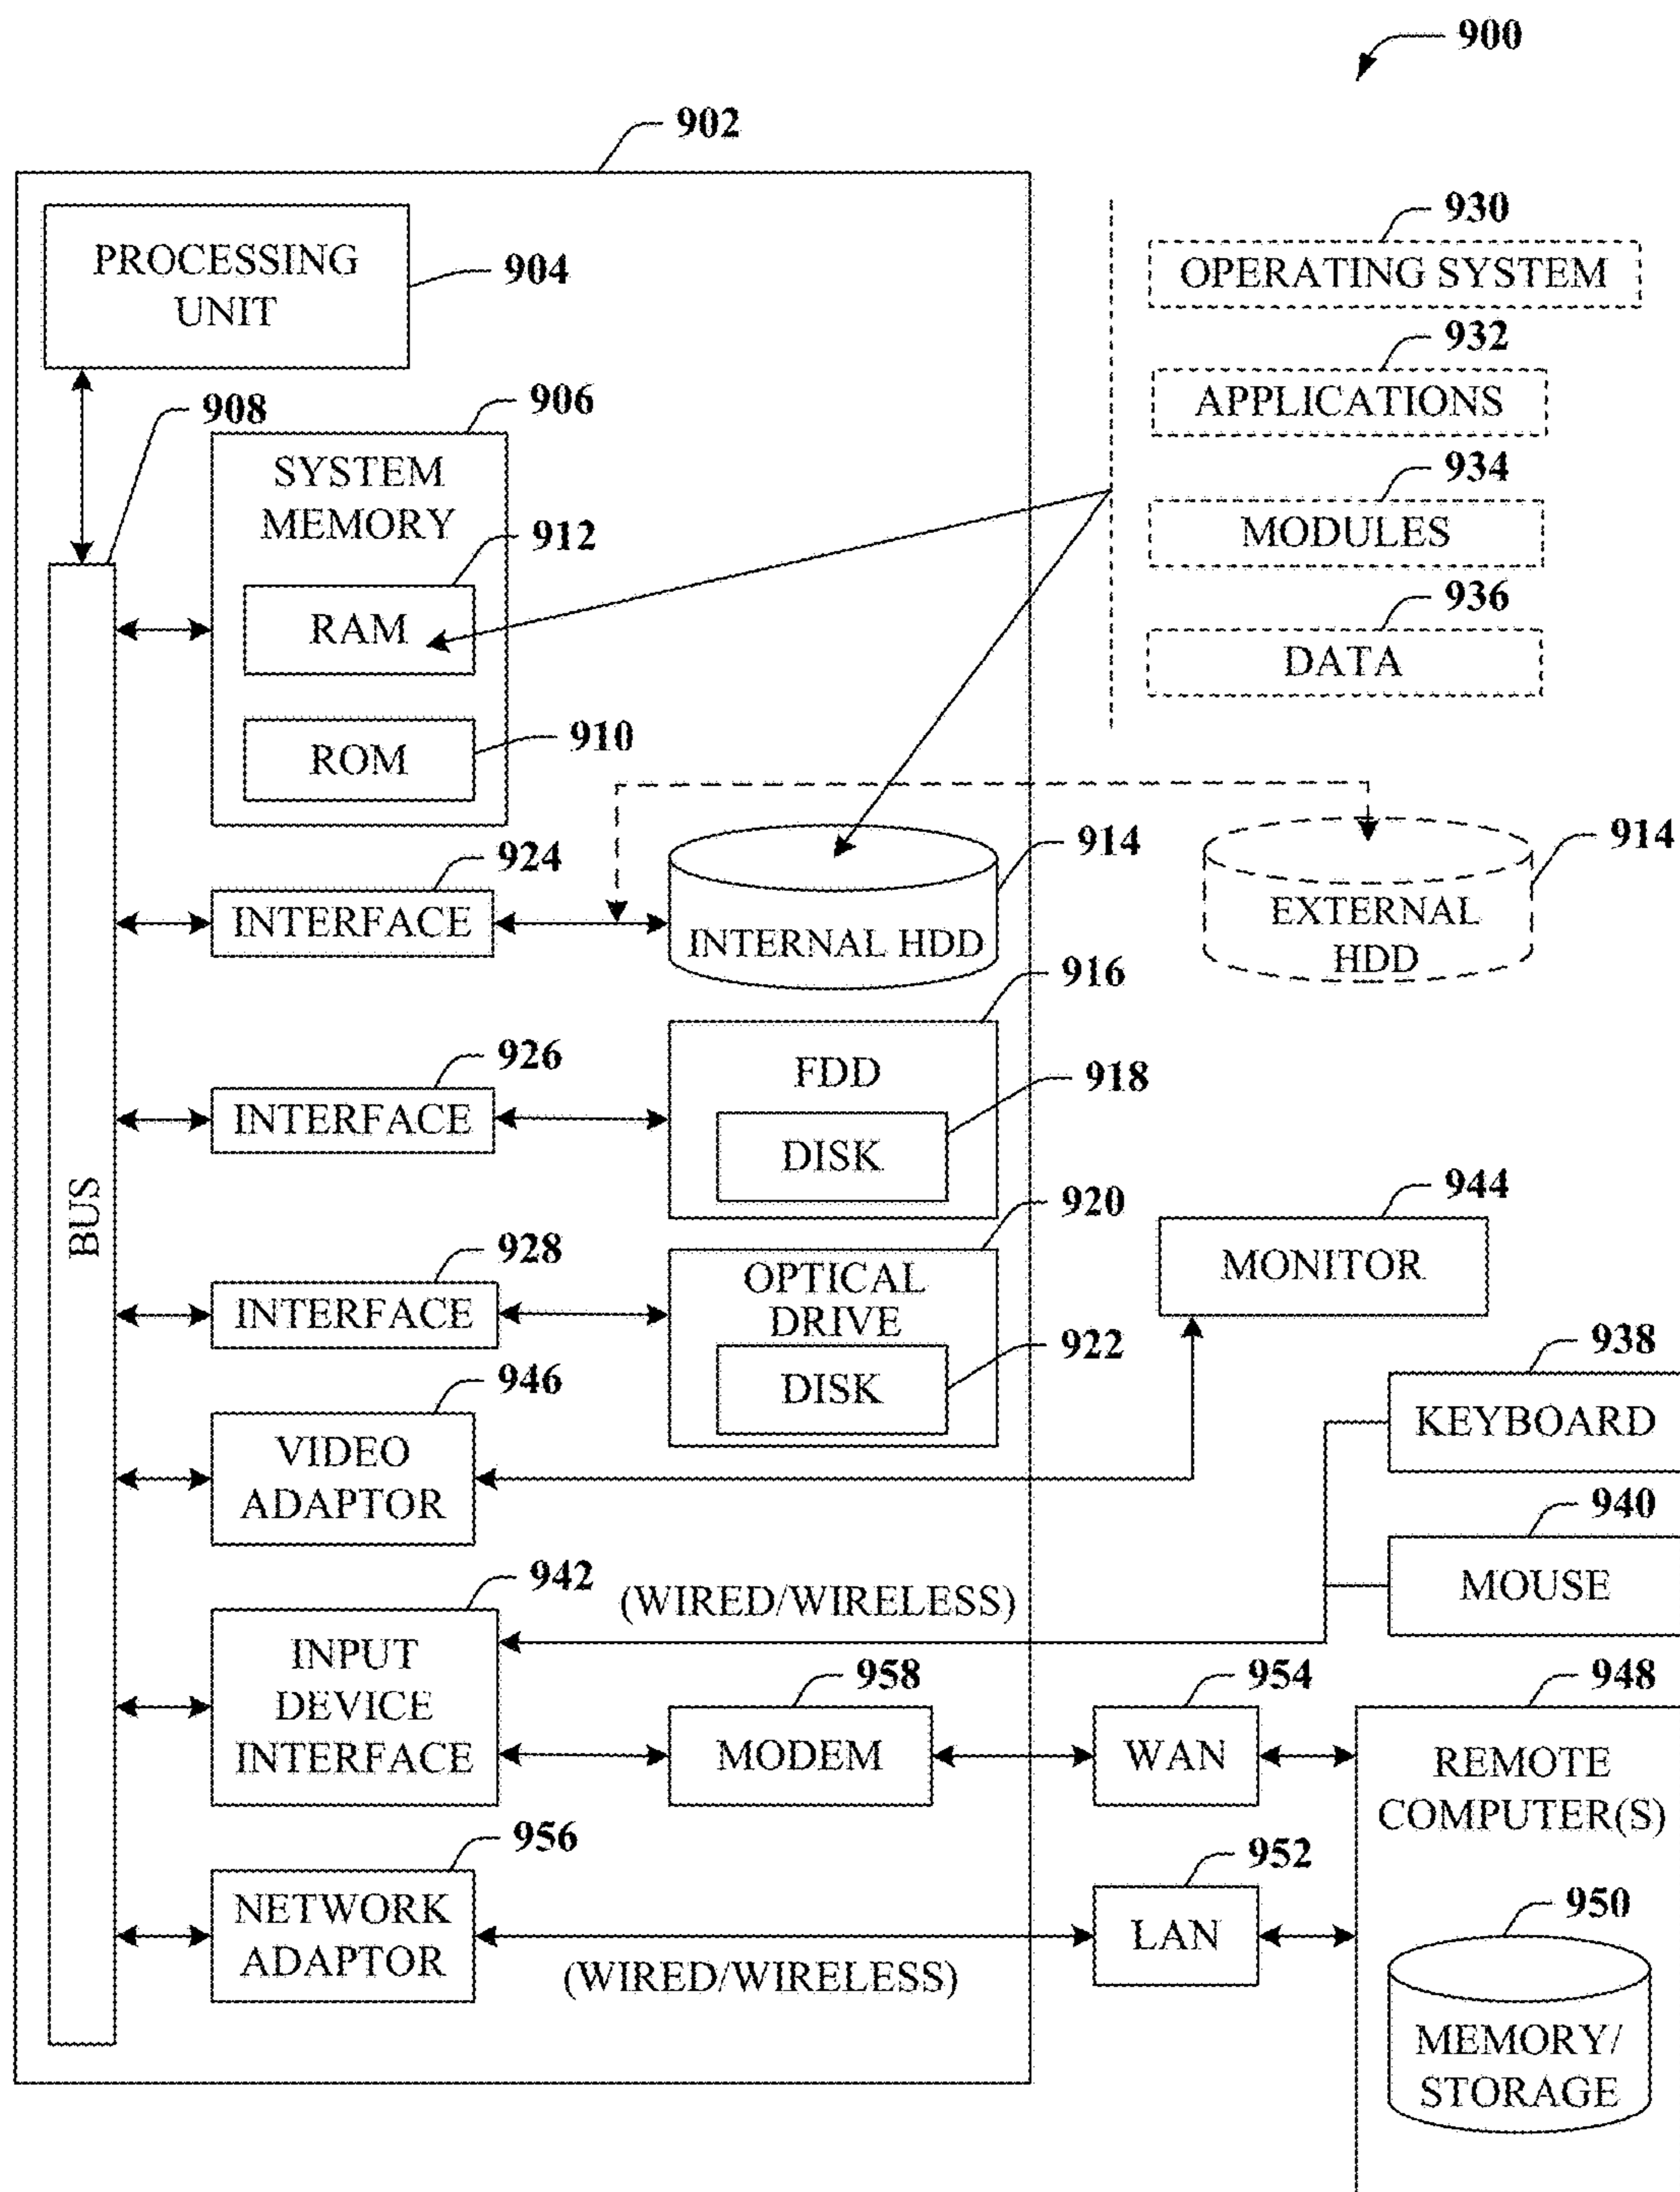 900
902
PROCESSING
UNIT
904
930
OPERATING SYSTEM
932
APPLICATIONS
934
MODULES
936
DATA
908
906
SYSTEM
MEMORY
912
RAM
910
ROM
BUS
924
INTERFACE
914
INTERNAL HDD
914
EXTERNAL
HDD
926
INTERFACE
916
FDD
918
DISK
928
INTERFACE
920
OPTICAL
DRIVE
922
DISK
944
MONITOR
946
VIDEO
ADAPTOR
938
KEYBOARD
940
MOUSE
942
INPUT
DEVICE
INTERFACE
(WIRED/WIRELESS)
958
MODEM
954
WAN
948
REMOTE
COMPUTER(S)
956
NETWORK
ADAPTOR
(WIRED/WIRELESS)
952
LAN
950
MEMORY/
STORAGE